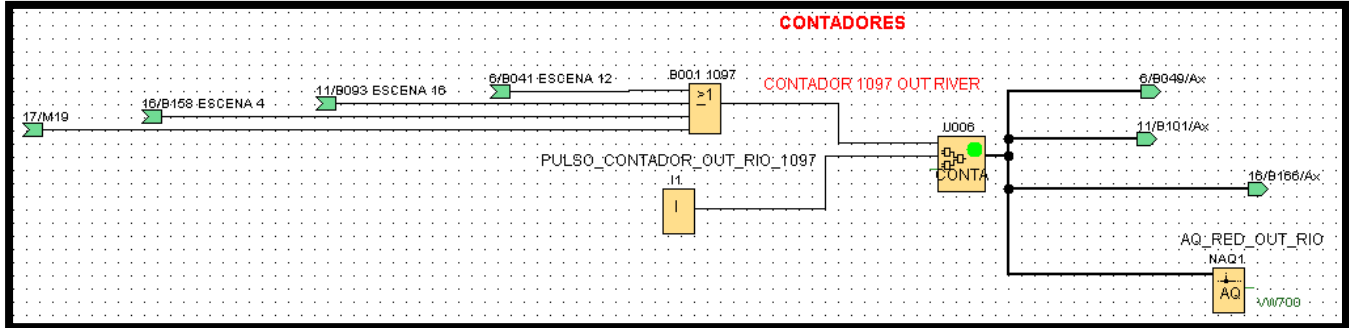 CONTADORES
6/B041 ESCENA 12
B001 1097
CONTADOR 1097 OUT RIVER
6/B049/Ax
11/B093 ESCENA 16
≥1
16/B158 ESCENA 4
17/M19
U006
11/B101/Ax
PULSO_CONTADOR_OUT_RIO_1097
CONTA
16/B166/Ax
I1
I
AQ_RED_OUT_RIO
NAQ1
AQ
VW700